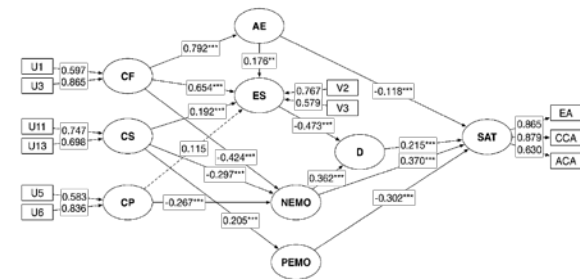 AE
0.792***
0.176**
U1
0.597
U3
0.865
CF
0.654***
ES
0.767
V2
0.579
V3
-0.118***
0.192***
-0.473***
U11
0.747
U13
0.698
CS
0.115
-0.424***
D
0.215***
SAT
0.865
EA
0.879
CCA
0.630
ACA
-0.297***
0.362***
0.370***
U5
0.583
U6
0.836
CP
-0.267***
NEMO
0.205***
-0.302***
PEMO